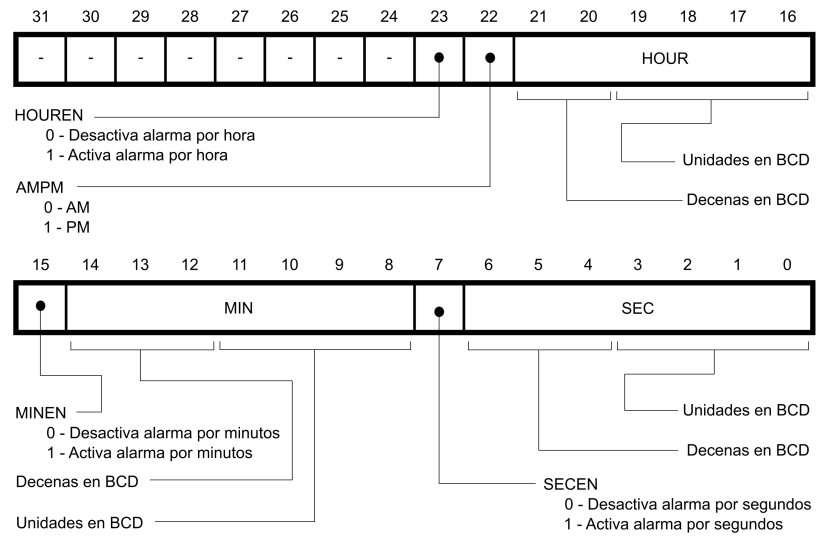 31 30 29 28 27 26 25 24 23 22 21 20 19 18 17 16
- - - - - - - - HOUR
HOUREN
0 - Desactiva alarma por hora
1 - Activa alarma por hora
Unidades en BCD
AMPM
Decenas en BCD
0 - AM
1 - PM
15 14 13 12 11 10 9 8 7 6 5 4 3 2 1 0
MIN SEC
MINEN
Unidades en BCD
0 - Desactiva alarma por minutos
1 - Activa alarma por minutos
Decenas en BCD
Decenas en BCD
SECEN
0 - Desactiva alarma por segundos
Unidades en BCD
1 - Activa alarma por segundos